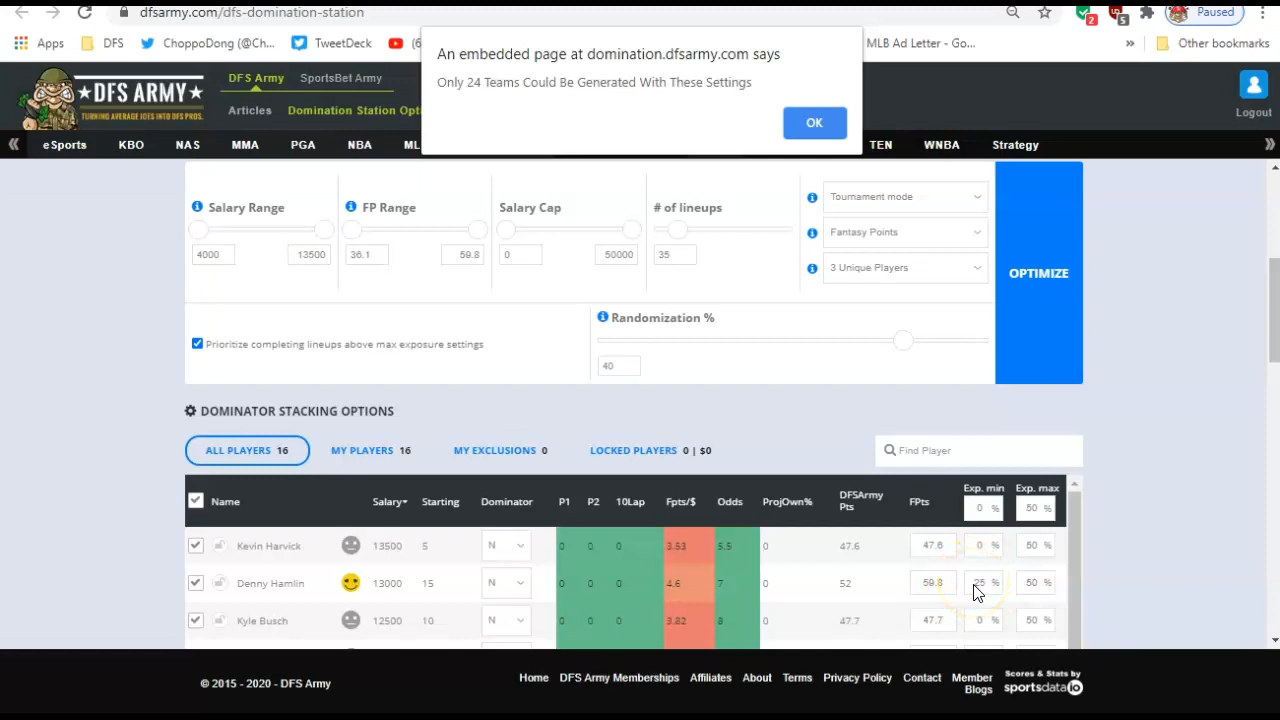 dfsarmy.com/dfs-domination-station
Paused
2
5
Apps
DFS
ChoppoDong (@Ch...
TweetDeck
MLB Ad Letter - Go...
»
Other bookmarks
An embedded page at domination.dfsarmy.com says
Only 24 Teams Could Be Generated With These Settings
OK
★DFS ARMY★
TURNING AVERAGE JOES INTO DFS PROS.
DFS Army
SportsBet Army
Articles
Domination Station Opti
Logout
«
eSports
KBO
NAS
MMA
PGA
NBA
TEN
WNBA
Strategy
»
Salary Range
FP Range
Salary Cap
# of lineups
Tournament mode
Fantasy Points
3 Unique Players
4000
13500
36.1
59.8
0
50000
35
OPTIMIZE
Prioritize completing lineups above max exposure settings
Randomization %
40
DOMINATOR STACKING OPTIONS
ALL PLAYERS 16
MY PLAYERS 16
MY EXCLUSIONS 0
LOCKED PLAYERS 0 | $0
Find Player
Name
Salary
Starting
Dominator
P1
P2
10Lap
Fpts/$
Odds
ProjOwn%
DFSArmy Pts
FPts
Exp. min
0 %
Exp. max
50 %
Kevin Harvick 13500 5 N 0 0 0 3.53 5.5 0 47.6 47.6 0 % 50 %
Denny Hamlin 13000 15 N 0 0 0 4.6 7 0 52 59.8 25 % 50 %
Kyle Busch 12500 10 N 0 0 0 3.82 8 0 47.7 47.7 0 % 50 %
© 2015 - 2020 - DFS Army
Home
DFS Army Memberships
Affiliates
About
Terms
Privacy Policy
Contact
Member Blogs
Scores & Stats by
sportsdataio